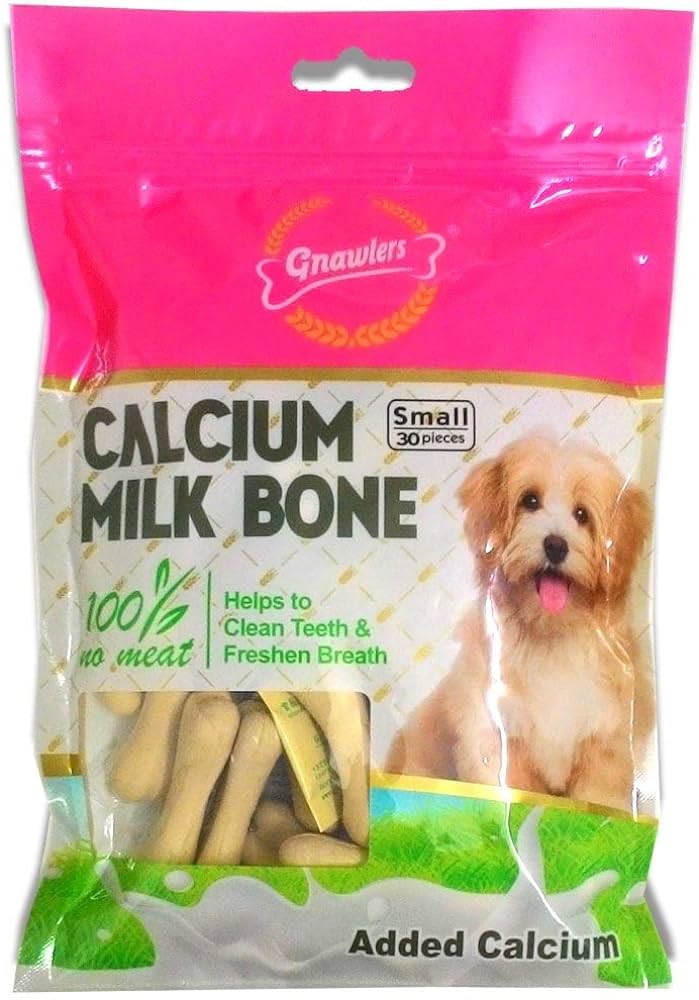 Gnawlers®
CALCIUM
MILK BONE
Small
30 pieces
100%
no meat
Helps to
Clean Teeth &
Freshen Breath
Added Calcium